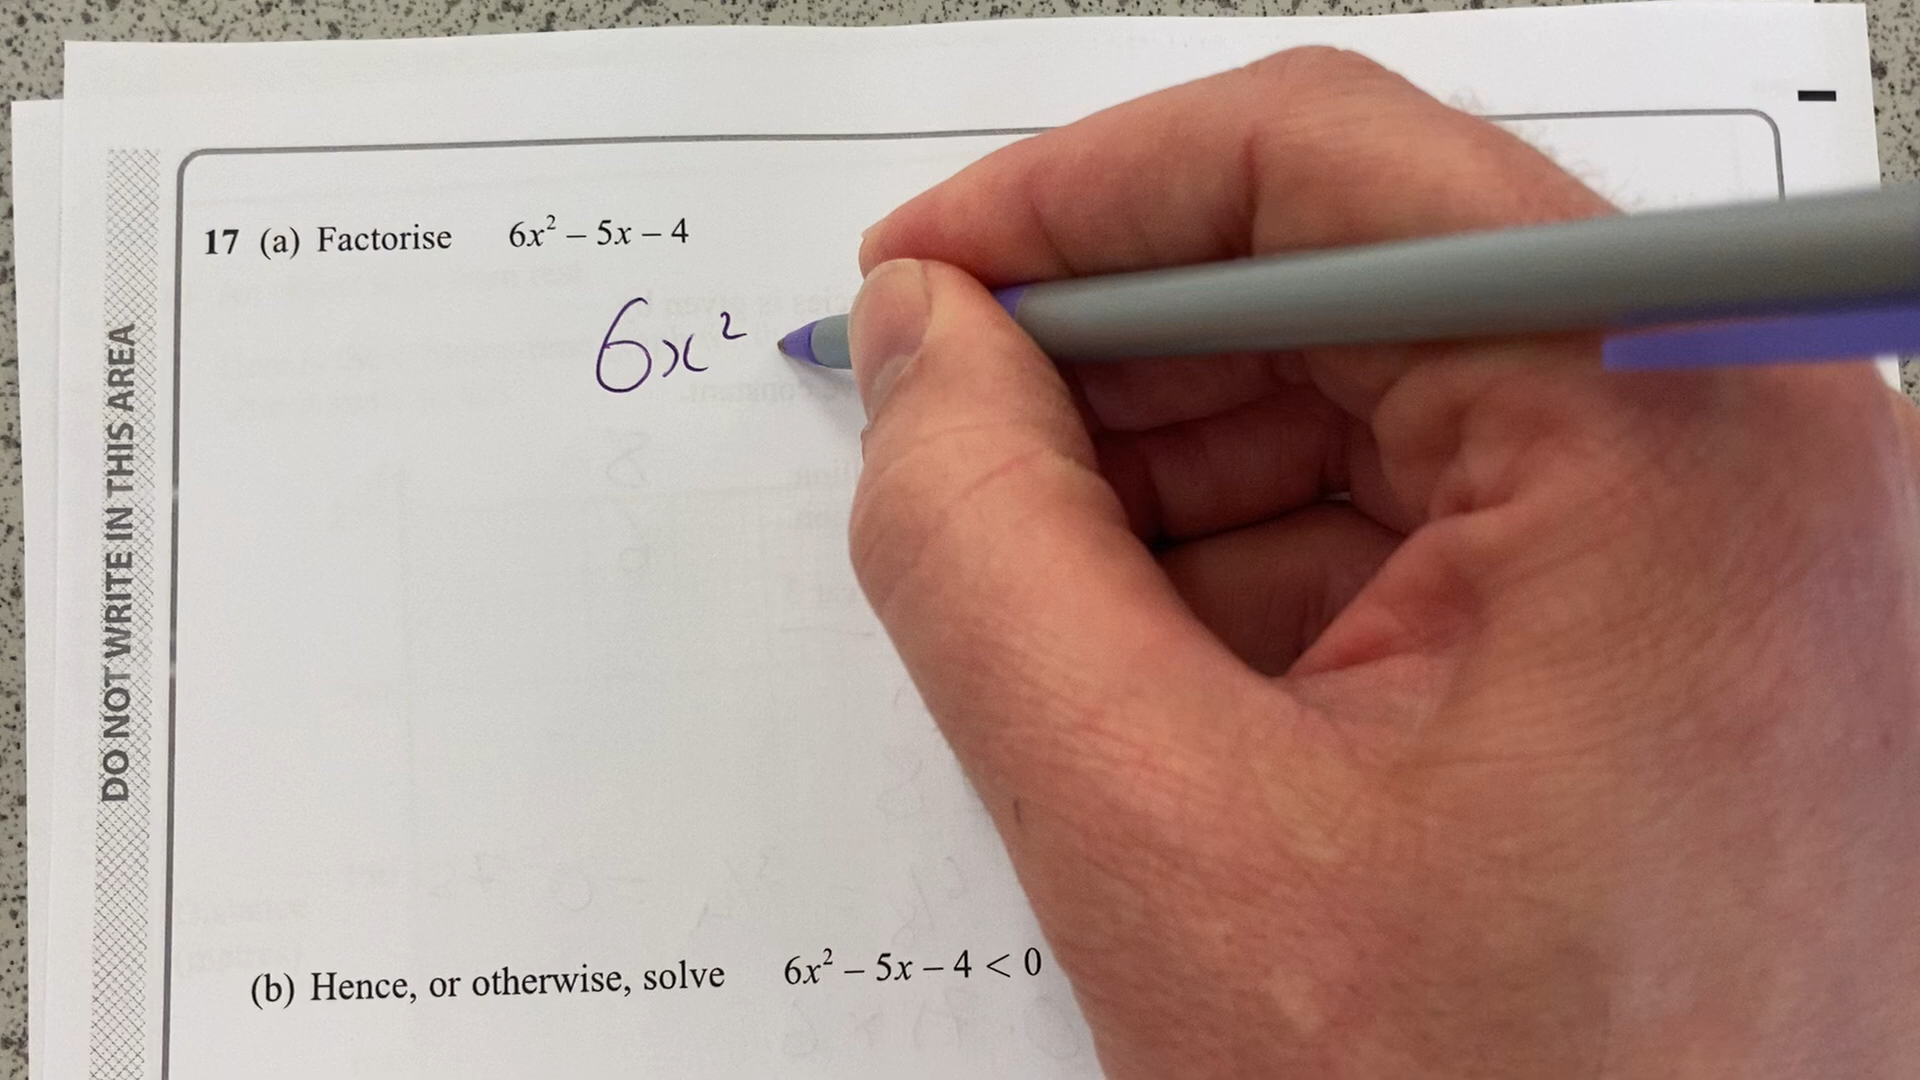 DO NOT WRITE IN THIS AREA
17 (a) Factorise 6x² – 5x – 4
6x²
(b) Hence, or otherwise, solve 6x² – 5x – 4 < 0